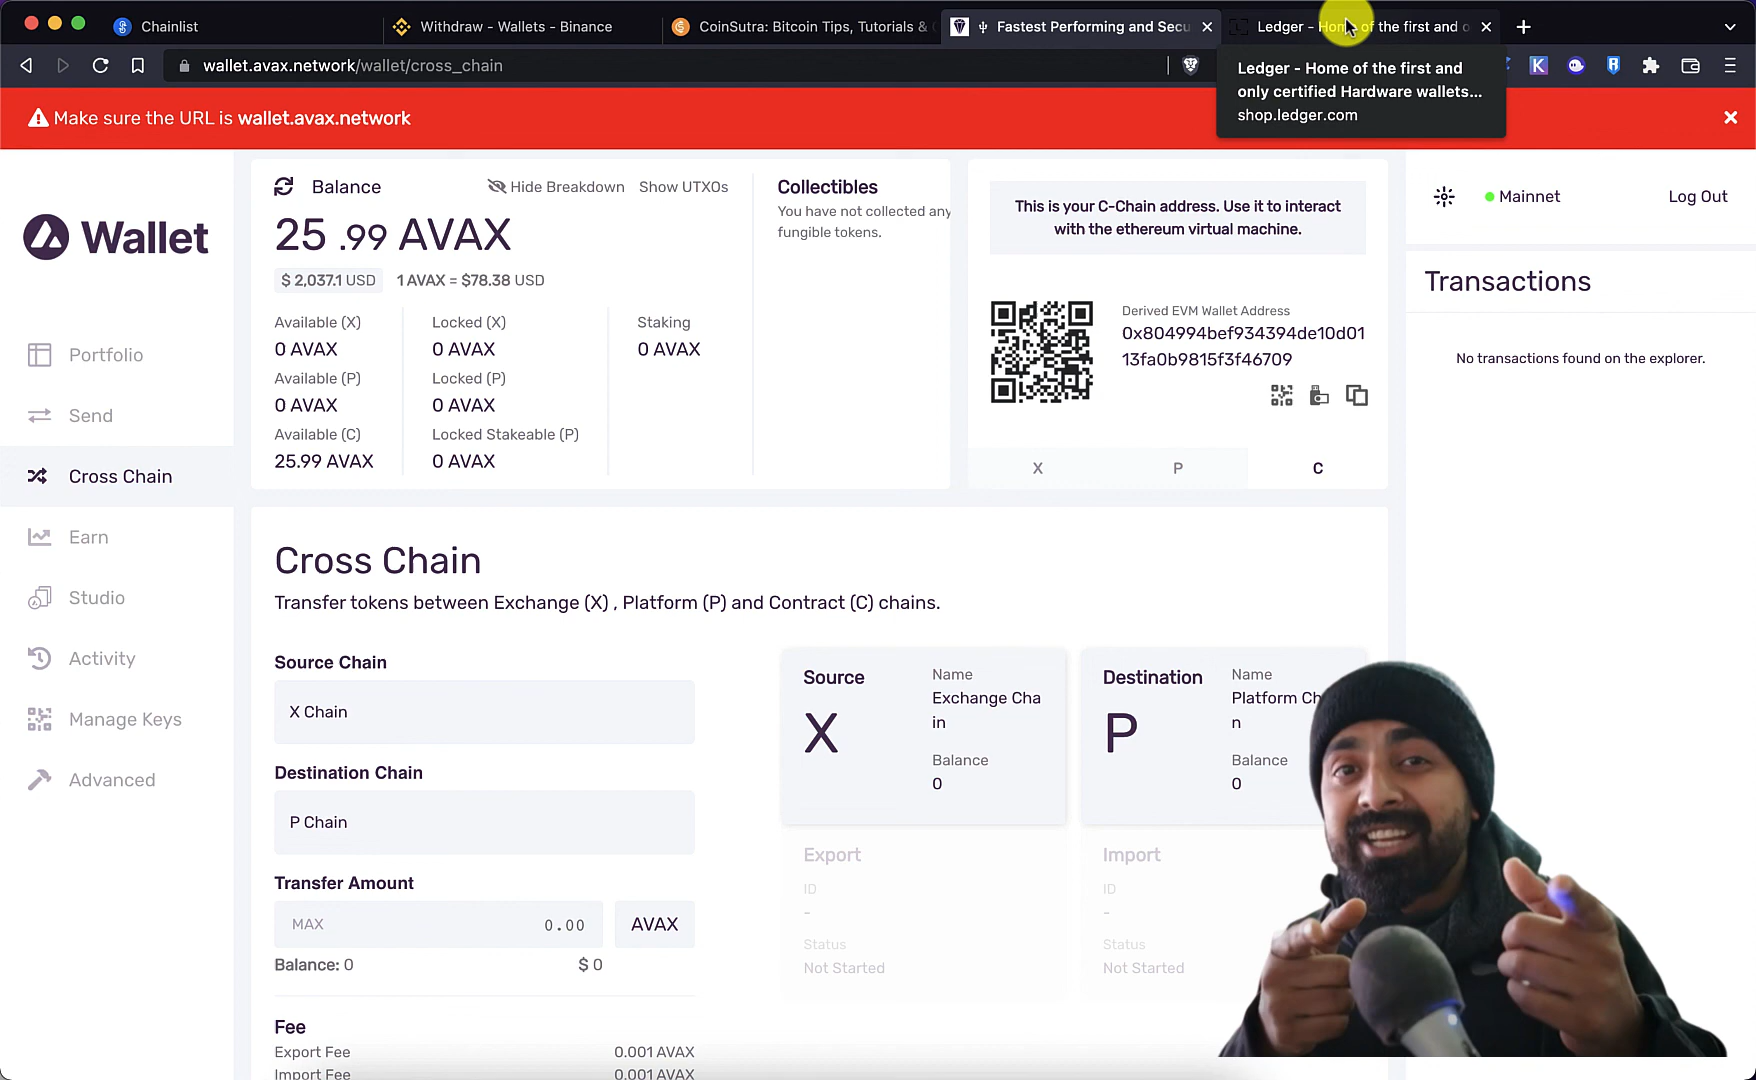 Chainlist
Withdraw - Wallets - Binance
CoinSutra: Bitcoin Tips, Tutorials &
Fastest Performing and Secu
Ledger - Home of the first and o
wallet.avax.network/wallet/cross_chain
Ledger - Home of the first and
only certified Hardware wallets...
shop.ledger.com
Make sure the URL is wallet.avax.network
Wallet
Portfolio
Send
Cross Chain
Earn
Studio
Activity
Manage Keys
Advanced
Balance
Hide Breakdown
Show UTXOs
25 .99 AVAX
$ 2,037.1 USD
1 AVAX = $78.38 USD
Available (X)
0 AVAX
Available (P)
0 AVAX
Available (C)
25.99 AVAX
Locked (X)
0 AVAX
Locked (P)
0 AVAX
Locked Stakeable (P)
0 AVAX
Staking
0 AVAX
Collectibles
You have not collected any
fungible tokens.
This is your C-Chain address. Use it to interact
with the ethereum virtual machine.
Derived EVM Wallet Address
0x804994bef934394de10d01
13fa0b9815f3f46709
X
P
C
Mainnet
Log Out
Transactions
No transactions found on the explorer.
Cross Chain
Transfer tokens between Exchange (X) , Platform (P) and Contract (C) chains.
Source Chain
X Chain
Destination Chain
P Chain
Transfer Amount
MAX
0.00
AVAX
Balance: 0
$ 0
Fee
Export Fee
0.001 AVAX
Import Fee
0.001 AVAX
Source
X
Name
Exchange Cha
in
Balance
0
Destination
P
Name
Platform Ch
n
Balance
0
Export
ID
-
Status
Not Started
Import
ID
-
Status
Not Started